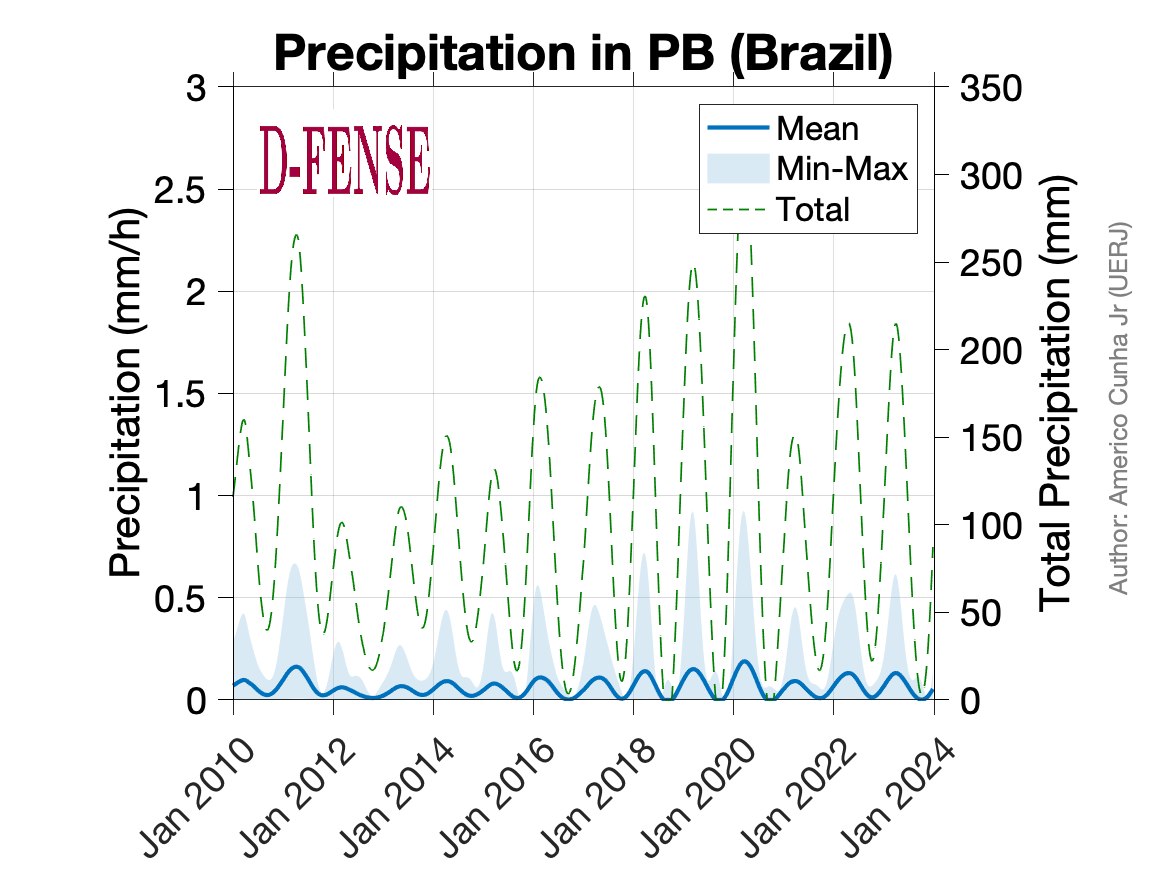 Precipitation in PB (Brazil)
D-FENSE
Mean
Min-Max
Total
Precipitation (mm/h)
3
2.5
2
1.5
1
0.5
0
350
300
250
200
150
100
50
0
Total Precipitation (mm)
Author: Americo Cunha Jr (UERJ)
Jan 2010
Jan 2012
Jan 2014
Jan 2016
Jan 2018
Jan 2020
Jan 2022
Jan 2024